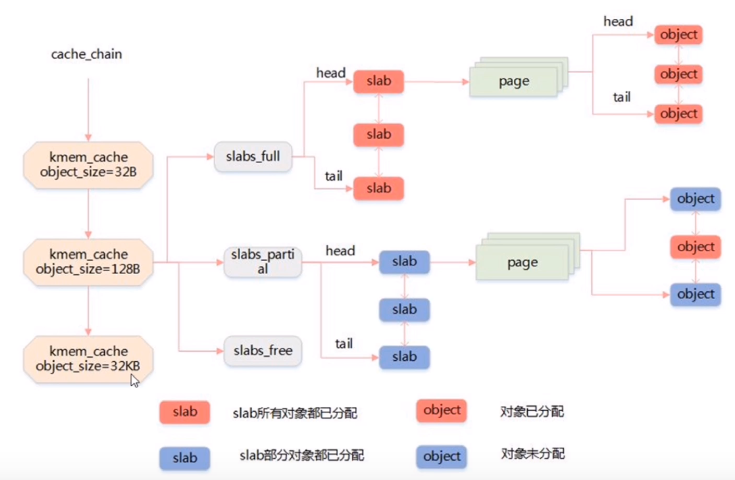 cache_chain
kmem_cache
object_size=32B
kmem_cache
object_size=128B
kmem_cache
object_size=32KB
slabs_full
slabs_parti
al
slabs_free
head
tail
slab
slab
slab
page
head
tail
object
object
object
head
tail
slab
slab
slab
page
object
object
object
slab
slab所有对象都已分配
object
对象已分配
slab
slab部分对象都已分配
object
对象未分配